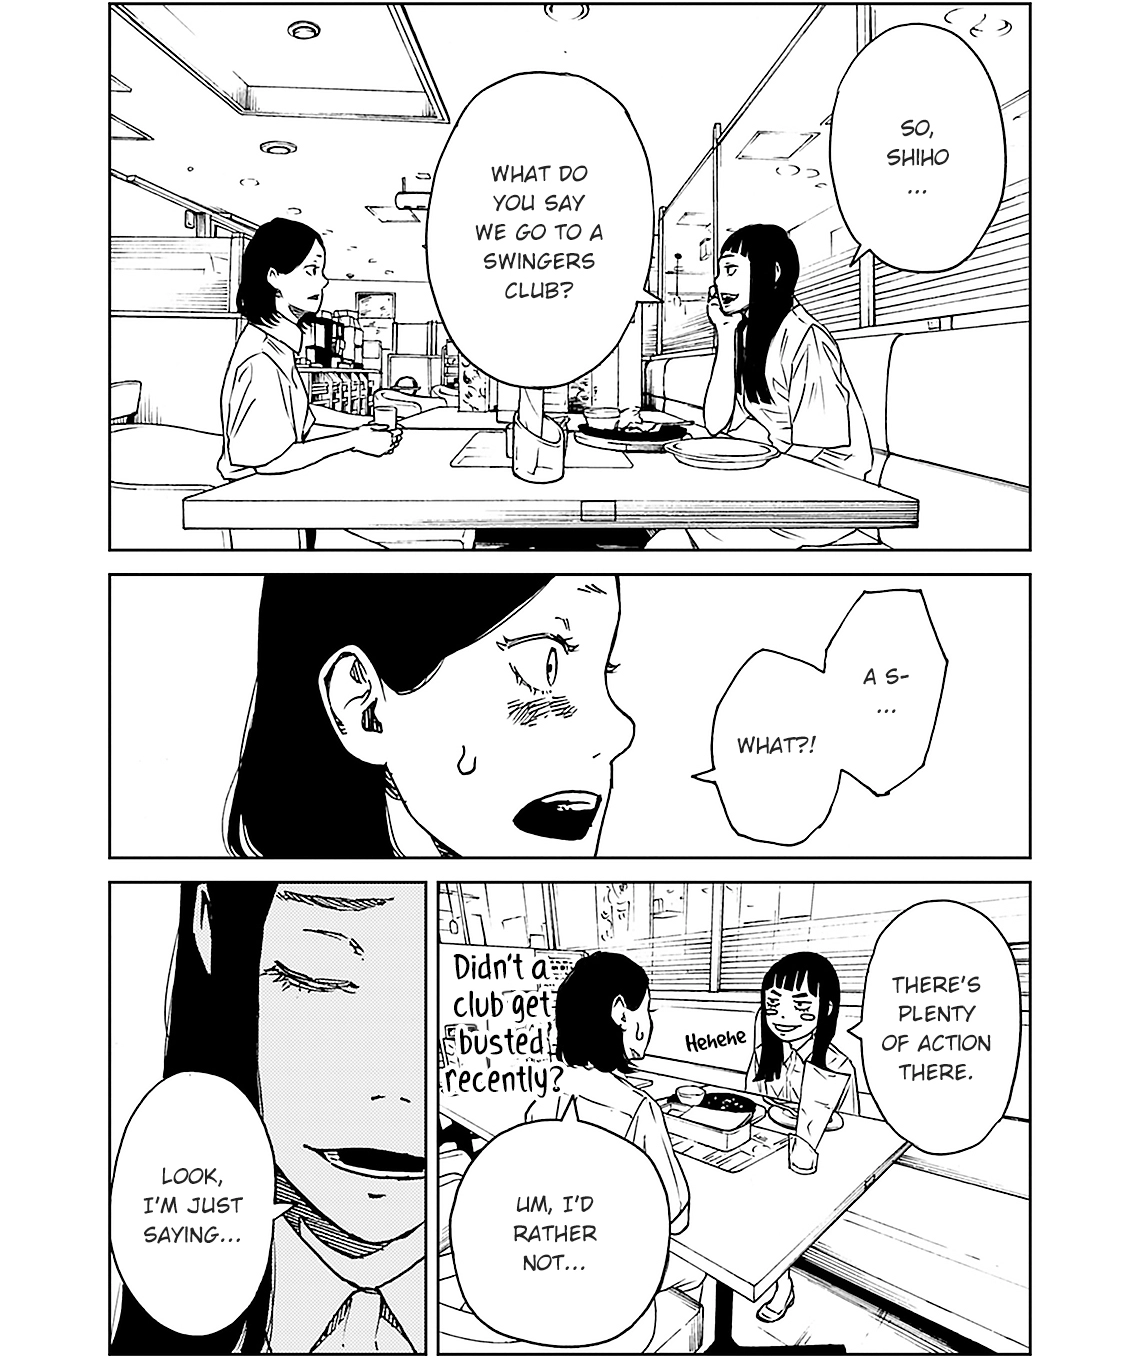 SO,
SHIHO
...
WHAT DO
YOU SAY
WE GO TO A
SWINGERS
CLUB?
A S-
...
WHAT?!
THERE'S
PLENTY
OF ACTION
THERE.
Hehehe
Didn't a
club get
busted
recently?
UM, I'D
RATHER
NOT...
LOOK,
I'M JUST
SAYING...